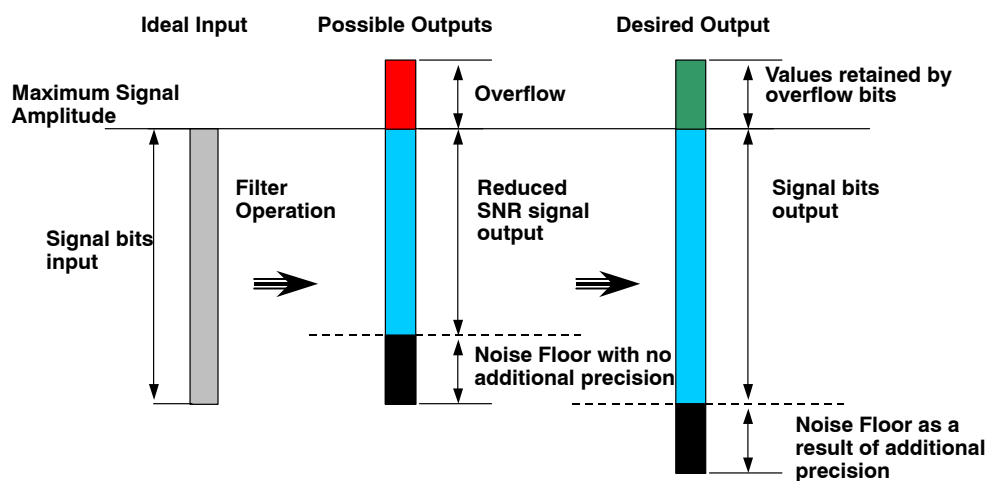 Ideal Input
Possible Outputs
Desired Output
Maximum Signal
Amplitude
Overflow
Values retained by
overflow bits
Filter
Operation
Reduced
SNR signal
output
Signal bits
output
Signal bits
input
Noise Floor with no
additional precision
Noise Floor as a
result of additional
precision